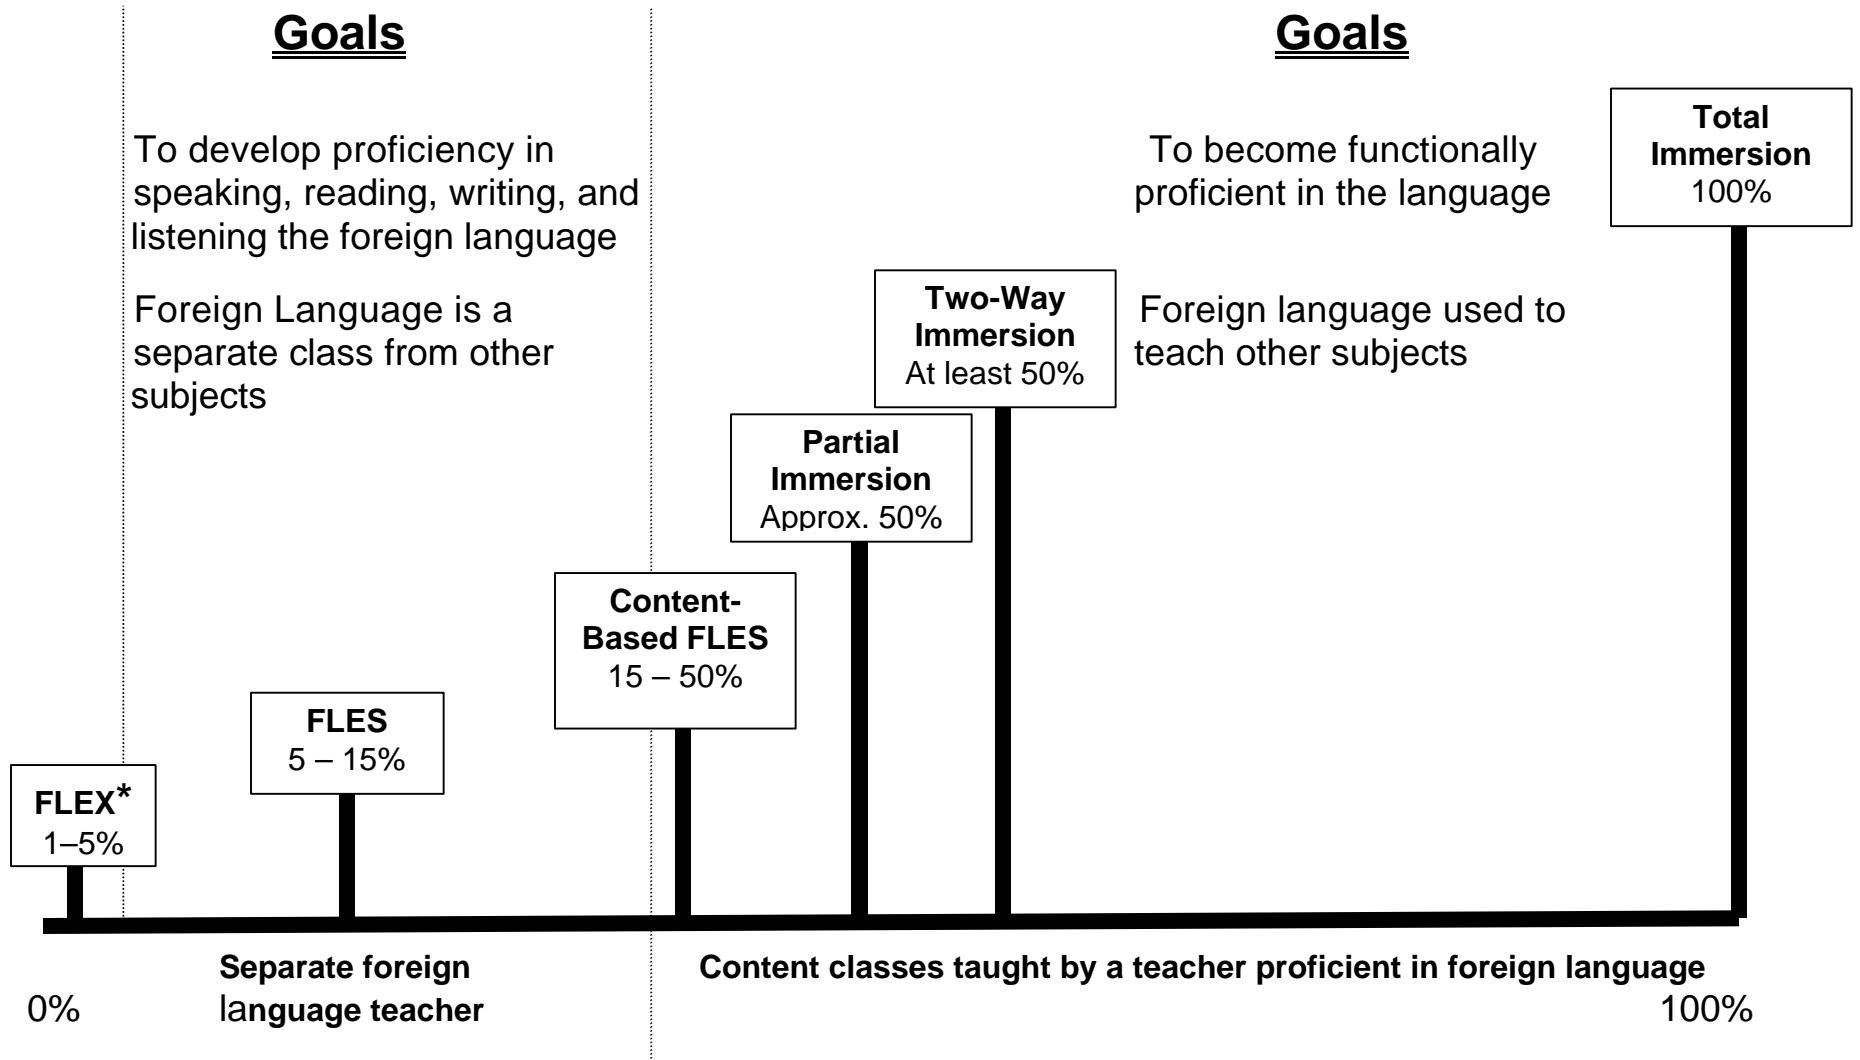 Goals
To develop proficiency in
speaking, reading, writing, and
listening the foreign language
Foreign Language is a
separate class from other
subjects
Goals
To become functionally
proficient in the language
Foreign language used to
teach other subjects
Total
Immersion
100%
Two-Way
Immersion
At least 50%
Partial
Immersion
Approx. 50%
Content-
Based FLES
15 – 50%
FLES
5 – 15%
FLEX*
1–5%
Separate foreign
language teacher
Content classes taught by a teacher proficient in foreign language
0%
100%